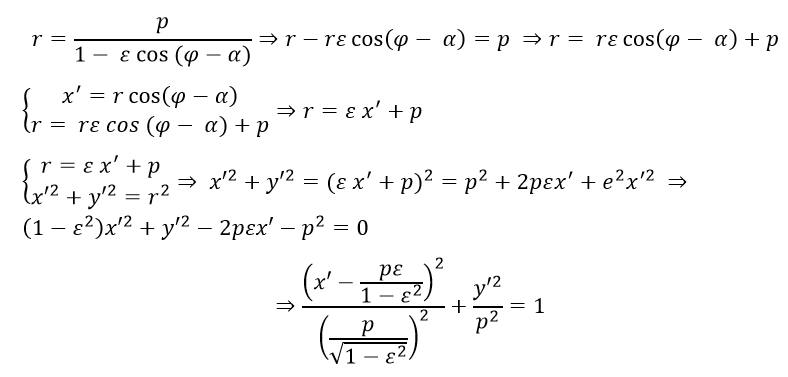 r = p / (1 − ε cos (φ − α)) ⇒ r − rε cos(φ − α) = p ⇒ r = rε cos(φ − α) + p
{ x′ = r cos(φ − α)
r = rε cos (φ − α) + p ⇒ r = ε x′ + p
{ r = ε x′ + p
x′² + y′² = r² ⇒ x′² + y′² = (ε x′ + p)² = p² + 2pεx′ + e²x′² ⇒
(1 − ε²)x′² + y′² − 2pεx′ − p² = 0
⇒ (x′ − pε / (1 − ε²))² / (p / √(1 − ε²))² + y′² / p² = 1